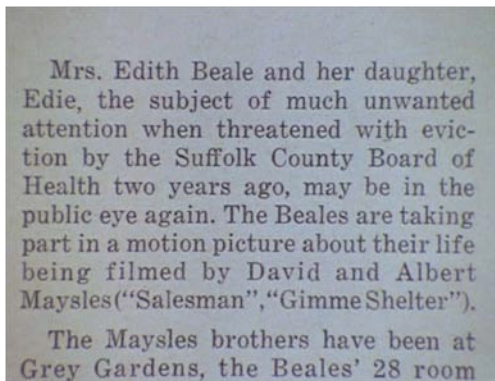 Mrs. Edith Beale and her daughter,
Edie, the subject of much unwanted
attention when threatened with evic-
tion by the Suffolk County Board of
Health two years ago, may be in the
public eye again. The Beales are taking
part in a motion picture about their life
being filmed by David and Albert
Maysles(“Salesman”,“Gimme Shelter”).
The Maysles brothers have been at
Grey Gardens, the Beales’ 28 room